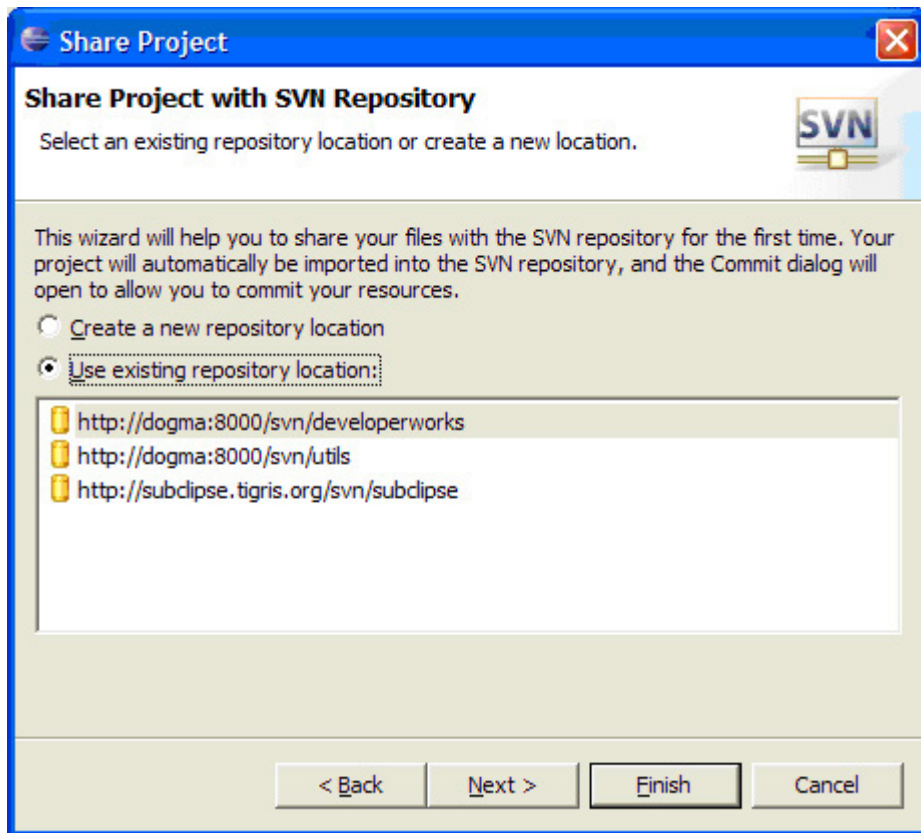 Share Project
Share Project with SVN Repository
Select an existing repository location or create a new location.
SVN
This wizard will help you to share your files with the SVN repository for the first time. Your
project will automatically be imported into the SVN repository, and the Commit dialog will
open to allow you to commit your resources.
Create a new repository location
Use existing repository location:
http://dogma:8000/svn/developerworks
http://dogma:8000/svn/utils
http://subclipse.tigris.org/svn/subclipse
< Back
Next >
Finish
Cancel